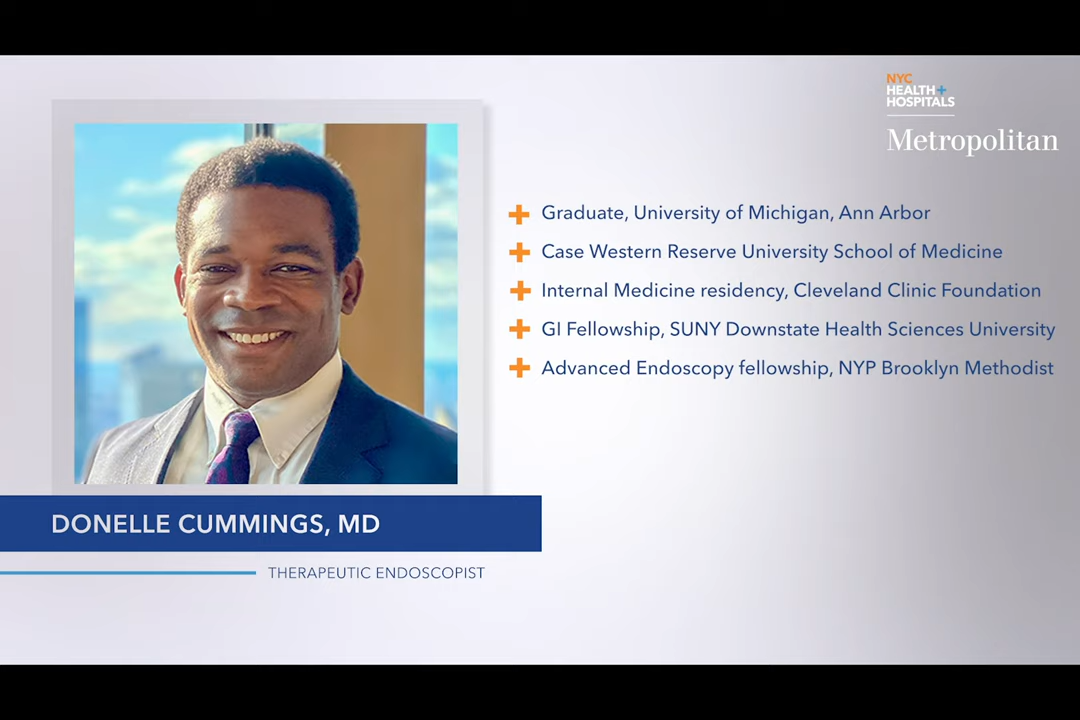 NYC
HEALTH+
HOSPITALS
Metropolitan
Graduate, University of Michigan, Ann Arbor
Case Western Reserve University School of Medicine
Internal Medicine residency, Cleveland Clinic Foundation
GI Fellowship, SUNY Downstate Health Sciences University
Advanced Endoscopy fellowship, NYP Brooklyn Methodist
DONELLE CUMMINGS, MD
THERAPEUTIC ENDOSCOPIST